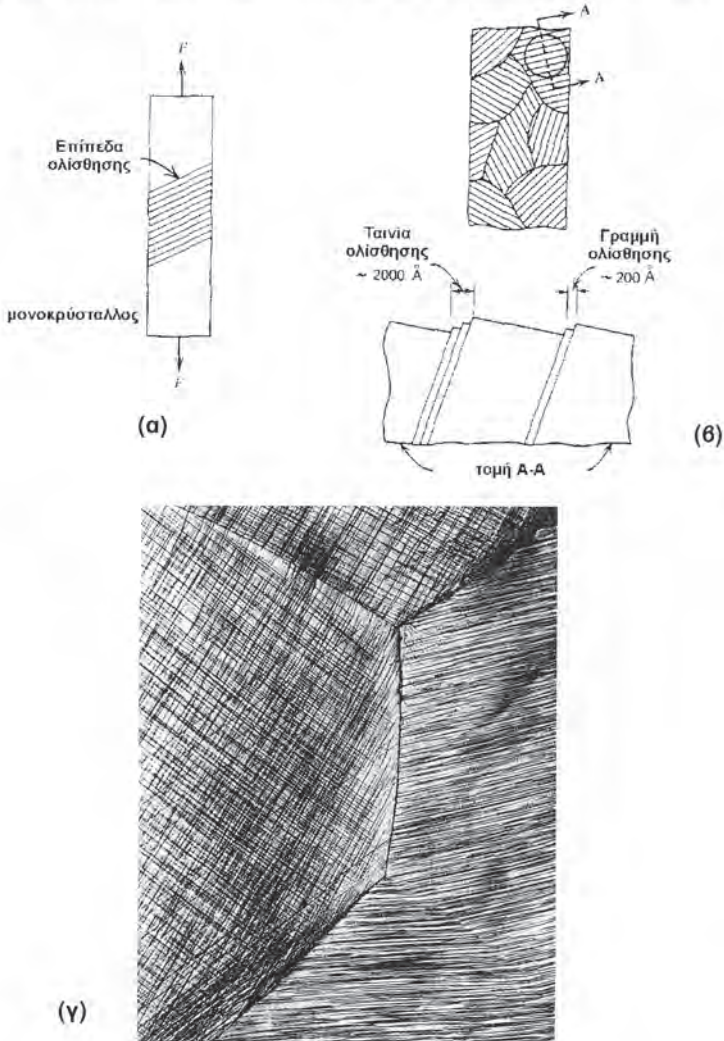 F
Επίπεδα
ολίσθησης
μονοκρύσταλλος
F
(α)
A
A
Ταινία
ολίσθησης
~ 2000 Å
Γραμμή
ολίσθησης
~ 200 Å
τομή Α-Α
(β)
(γ)